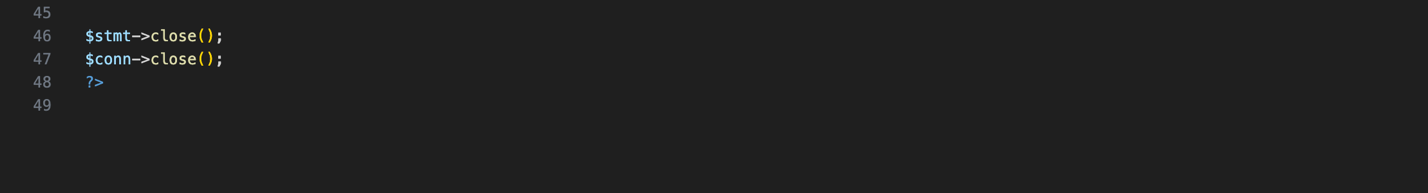 45
46 $stmt->close();
47 $conn->close();
48 ?>
49